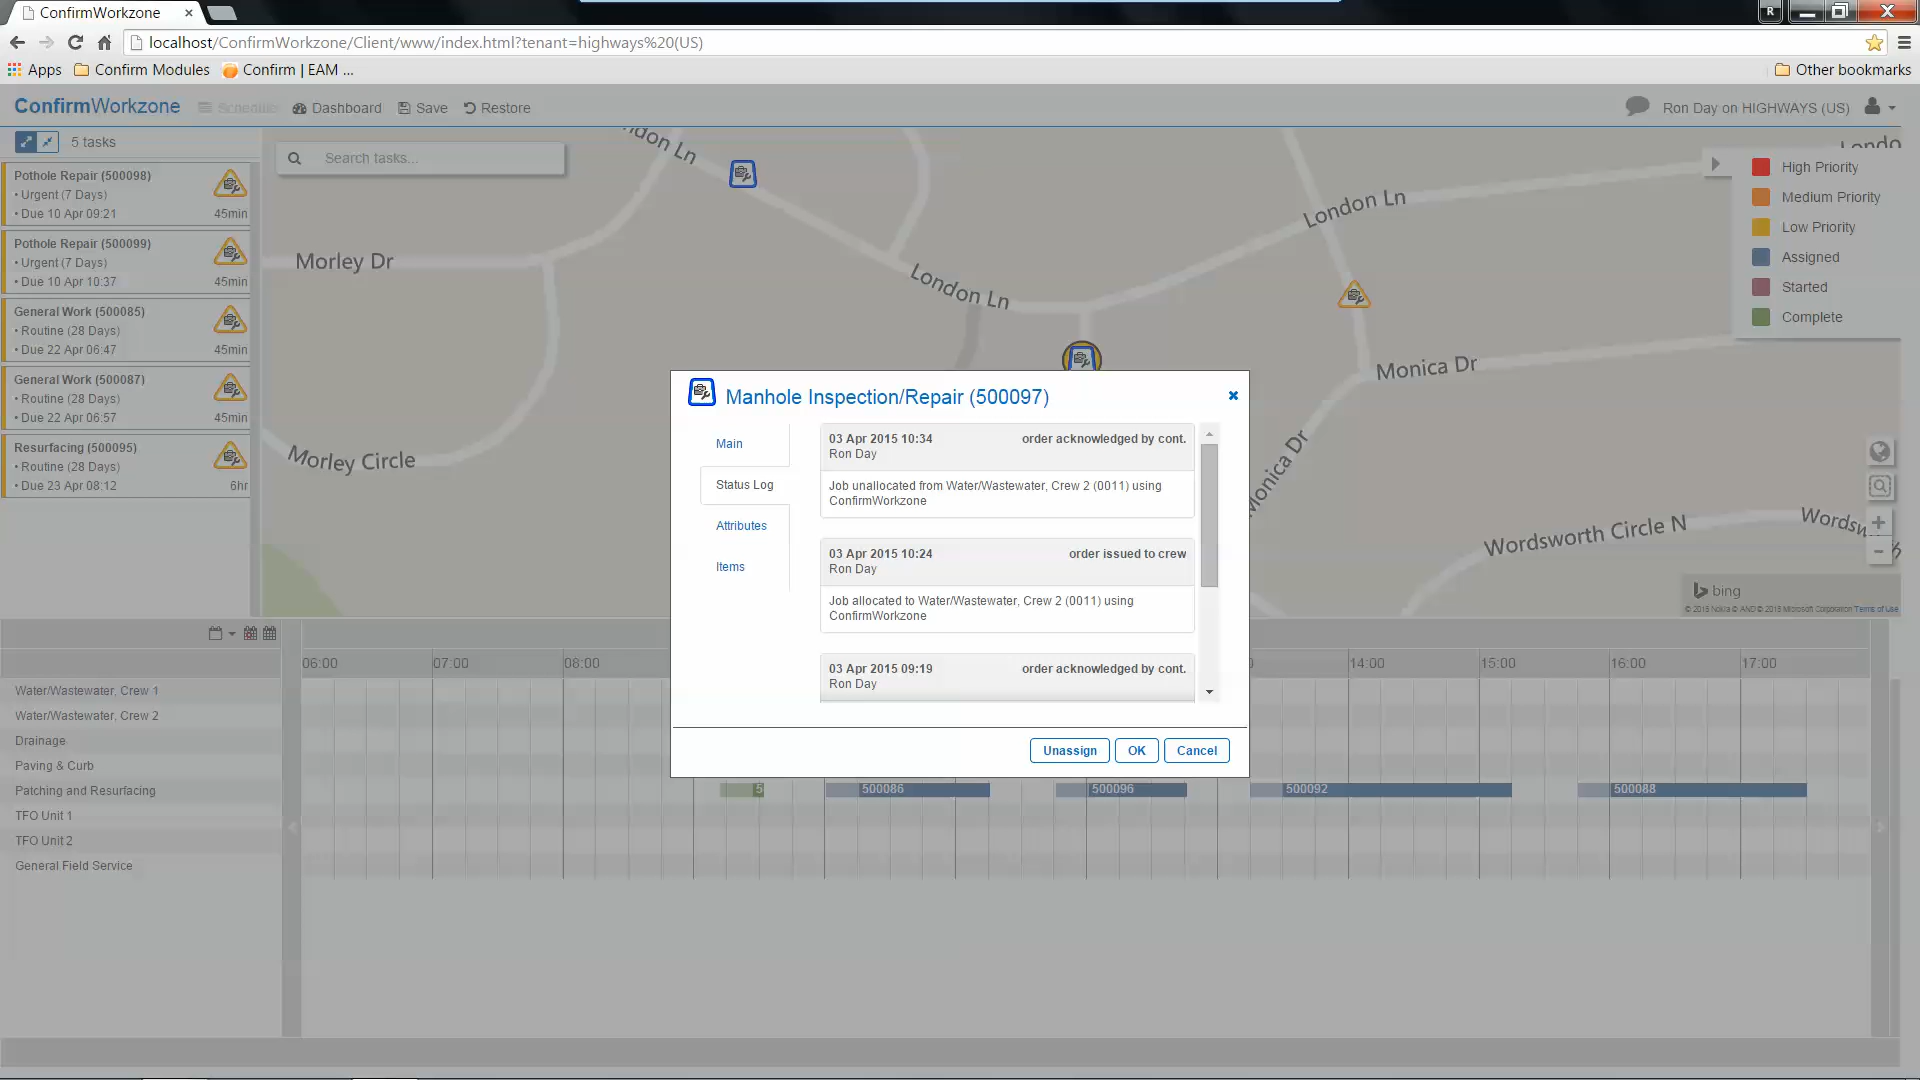 ConfirmWorkzone
localhost/ConfirmWorkzone/Client/www/index.html?tenant=highways%20(US)
Apps Confirm Modules Confirm | EAM ... Other bookmarks
ConfirmWorkzone Dashboard Save Restore Ron Day on HIGHWAYS (US)
5 tasks
Pothole Repair (500098)
• Urgent (7 Days)
• Due 10 Apr 09:21 45min
Pothole Repair (500099)
• Urgent (7 Days)
• Due 10 Apr 10:37 45min
General Work (500085)
• Routine (28 Days)
• Due 22 Apr 06:47 45min
General Work (500087)
• Routine (28 Days)
• Due 22 Apr 06:57 45min
Resurfacing (500095)
• Routine (28 Days)
• Due 23 Apr 08:12 6hr
Search tasks...
Morley Dr
Morley Circle
London Ln
London Ln
Monica Dr
Monica Dr
Wordsworth Circle N
High Priority
Medium Priority
Low Priority
Assigned
Started
Complete
bing
© 2015 Nokia © AND © 2015 Microsoft Corporation Terms of Use
Manhole Inspection/Repair (500097)
Main
Status Log
Attributes
Items
03 Apr 2015 10:34 order acknowledged by cont.
Ron Day
Job unallocated from Water/Wastewater, Crew 2 (0011) using
ConfirmWorkzone
03 Apr 2015 10:24 order issued to crew
Ron Day
Job allocated to Water/Wastewater, Crew 2 (0011) using
ConfirmWorkzone
03 Apr 2015 09:19 order acknowledged by cont.
Ron Day
Unassign OK Cancel
06:00 07:00 08:00 14:00 15:00 16:00 17:00
Water/Wastewater, Crew 1
Water/Wastewater, Crew 2
Drainage
Paving & Curb
Patching and Resurfacing 5 500086 500096 500092 500088
TFO Unit 1
TFO Unit 2
General Field Service